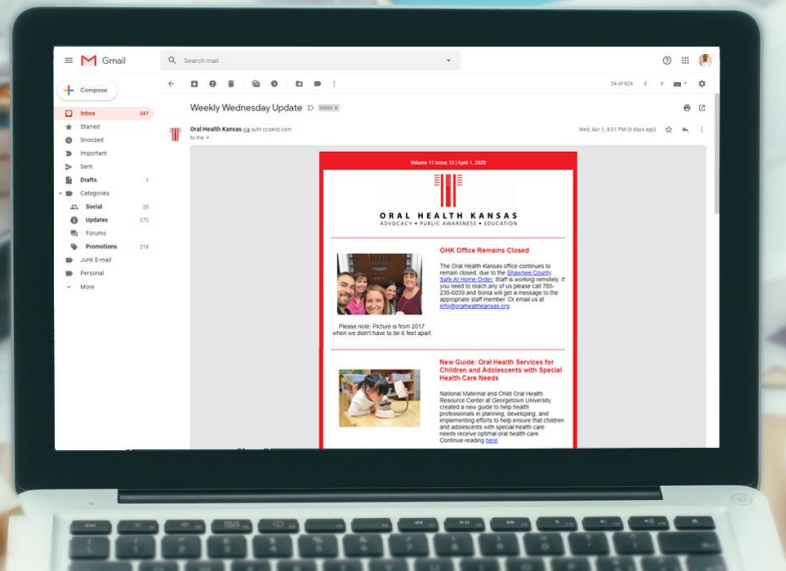 Gmail
Search mail
Compose
34 of 824
Inbox 347
Weekly Wednesday Update Inbox x
Starred
Snoozed
Oral Health Kansas via auth.ccsend.com
Wed, Apr 1, 4:51 PM (6 days ago)
to me
Important
Sent
Drafts 1
Categories
Social 20
Updates 272
Forums
Promotions 218
Junk E-mail
Personal
More
Volume 11 Issue 13 | April 1, 2020
ORAL HEALTH KANSAS
ADVOCACY • PUBLIC AWARENESS • EDUCATION
OHK Office Remains Closed
The Oral Health Kansas office continues to
remain closed, due to the Shawnee County
Safe At Home Order. Staff is working remotely. If
you need to reach any of us please call 785-
235-6039 and Sonia will get a message to the
appropriate staff member. Or email us at
info@oralhealthkansas.org.
Please note: Picture is from 2017
when we didn't have to be 6 feet apart
New Guide: Oral Health Services for
Children and Adolescents with Special
Health Care Needs
National Maternal and Child Oral Health
Resource Center at Georgetown University
created a new guide to help health
professionals in planning, developing, and
implementing efforts to help ensure that children
and adolescents with special health care
needs receive optimal oral health care.
Continue reading here.